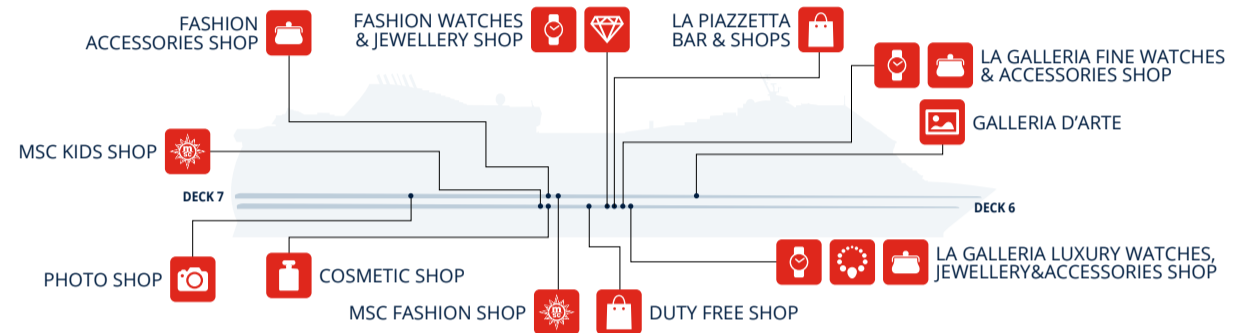 FASHION
ACCESSORIES SHOP
FASHION WATCHES
& JEWELLERY SHOP
LA PIAZZETTA
BAR & SHOPS
LA GALLERIA FINE WATCHES
& ACCESSORIES SHOP
GALLERIA D’ARTE
MSC KIDS SHOP
DECK 7
DECK 6
PHOTO SHOP
COSMETIC SHOP
MSC FASHION SHOP
DUTY FREE SHOP
LA GALLERIA LUXURY WATCHES,
JEWELLERY&ACCESSORIES SHOP